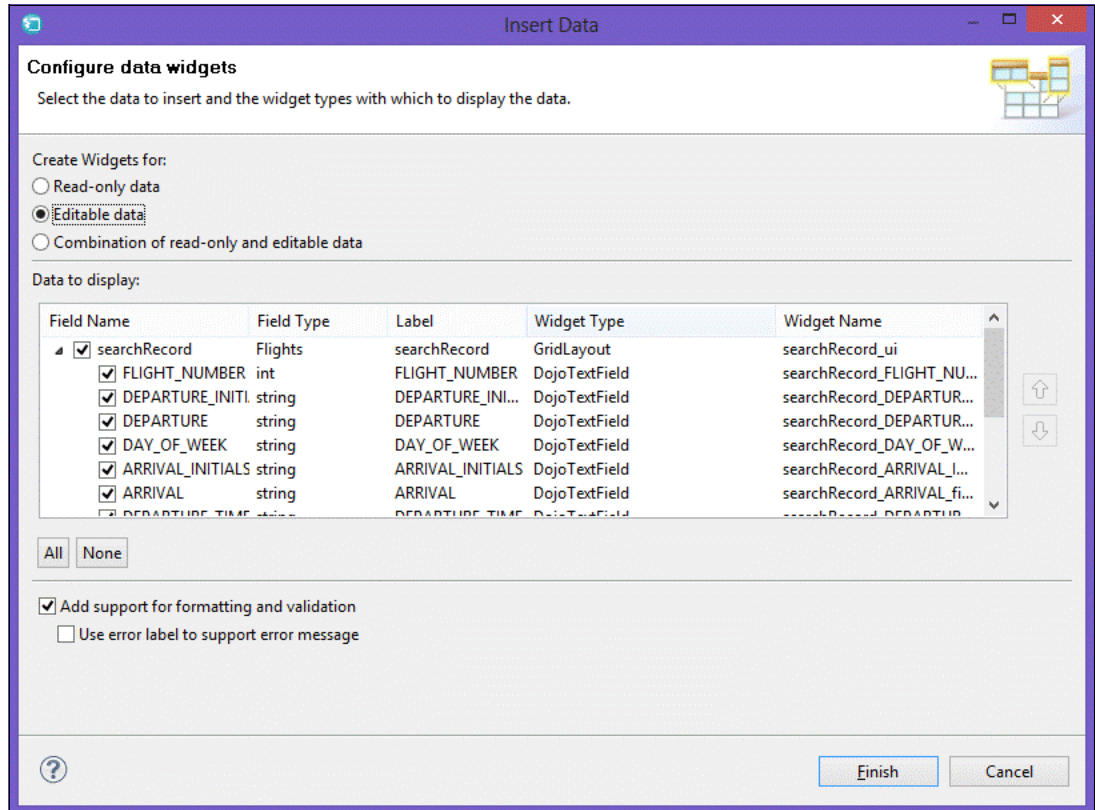 Insert Data
Configure data widgets
Select the data to insert and the widget types with which to display the data.
Create Widgets for:
Read-only data
Editable data
Combination of read-only and editable data
Data to display:
Field Name Field Type Label Widget Type Widget Name
searchRecord Flights searchRecord GridLayout searchRecord_ui
FLIGHT_NUMBER int FLIGHT_NUMBER DojoTextField searchRecord_FLIGHT_NU...
DEPARTURE_INITI. string DEPARTURE_INI... DojoTextField searchRecord_DEPARTUR...
DEPARTURE string DEPARTURE DojoTextField searchRecord_DEPARTUR...
DAY_OF_WEEK string DAY_OF_WEEK DojoTextField searchRecord_DAY_OF_W...
ARRIVAL_INITIALS string ARRIVAL_INITIALS DojoTextField searchRecord_ARRIVAL_I...
ARRIVAL string ARRIVAL DojoTextField searchRecord_ARRIVAL_fi...
DEPARTURE_TIME string DEPARTURE_TIME DojoTextField searchRecord_DEPARTUR
All None
Add support for formatting and validation
Use error label to support error message
Finish Cancel